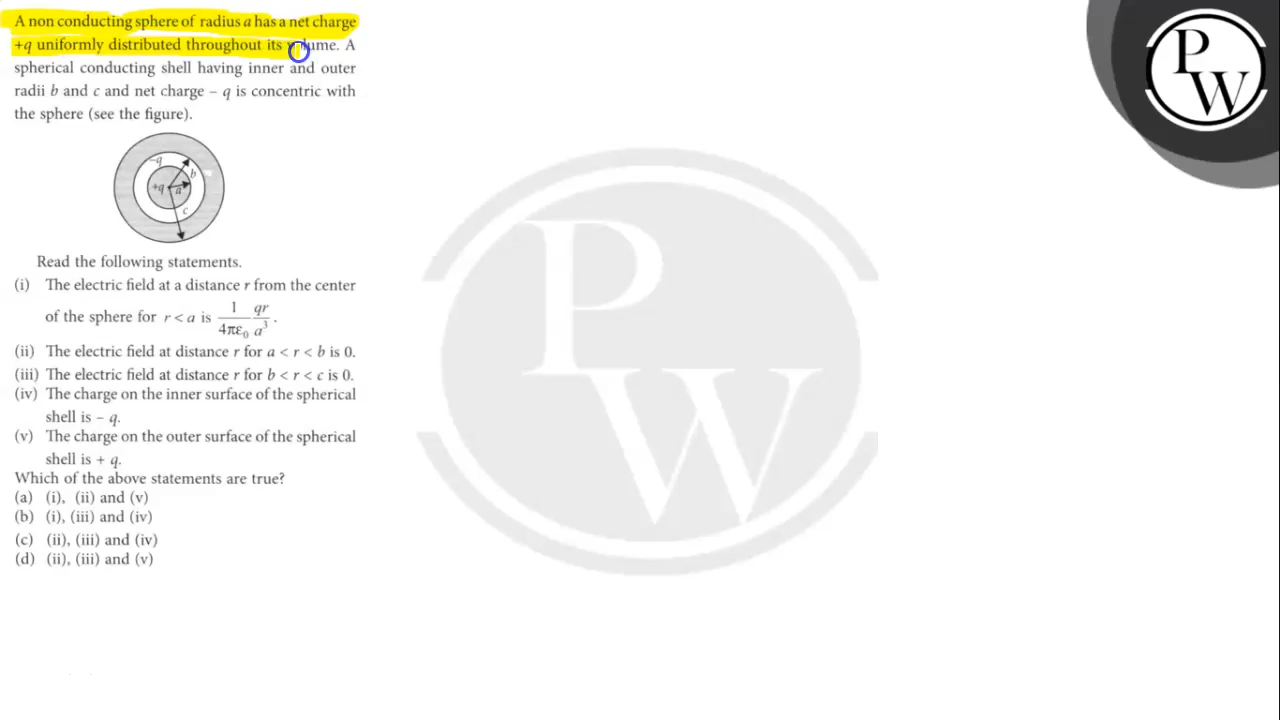 A non conducting sphere of radius a has a net charge
+q uniformly distributed throughout its volume. A
spherical conducting shell having inner and outer
radii b and c and net charge – q is concentric with
the sphere (see the figure).
–q
b
+q
a
c
Read the following statements.
(i) The electric field at a distance r from the center
of the sphere for r < a is 1/4πε₀ qr/a³.
(ii) The electric field at distance r for a < r < b is 0.
(iii) The electric field at distance r for b < r < c is 0.
(iv) The charge on the inner surface of the spherical
shell is – q.
(v) The charge on the outer surface of the spherical
shell is + q.
Which of the above statements are true?
(a) (i), (ii) and (v)
(b) (i), (iii) and (iv)
(c) (ii), (iii) and (iv)
(d) (ii), (iii) and (v)
P
W
P
W